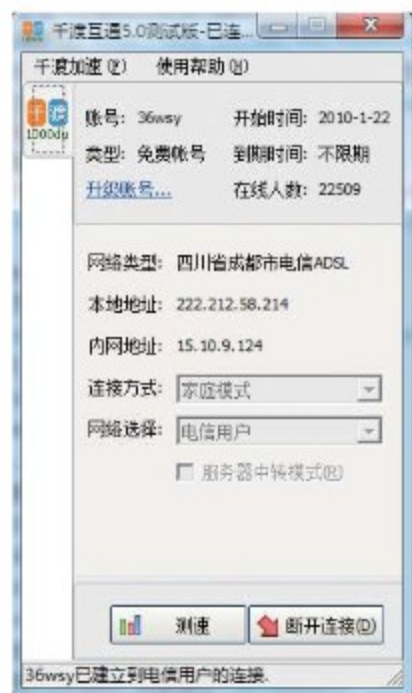 千渡互通5.0测试版-已连...
千渡加速(P) 使用帮助(H)
千渡
1000du
账号: 36wsy 开始时间: 2010-1-22
类型: 免费帐号 到期时间: 不限期
升级账号... 在线人数: 22509
网络类型: 四川省成都市电信ADSL
本地地址: 222.212.58.214
内网地址: 15.10.9.124
连接方式: 家庭模式
网络选择: 电信用户
服务器中转模式(R)
测速 断开连接(D)
36wsy已建立到电信用户的连接.